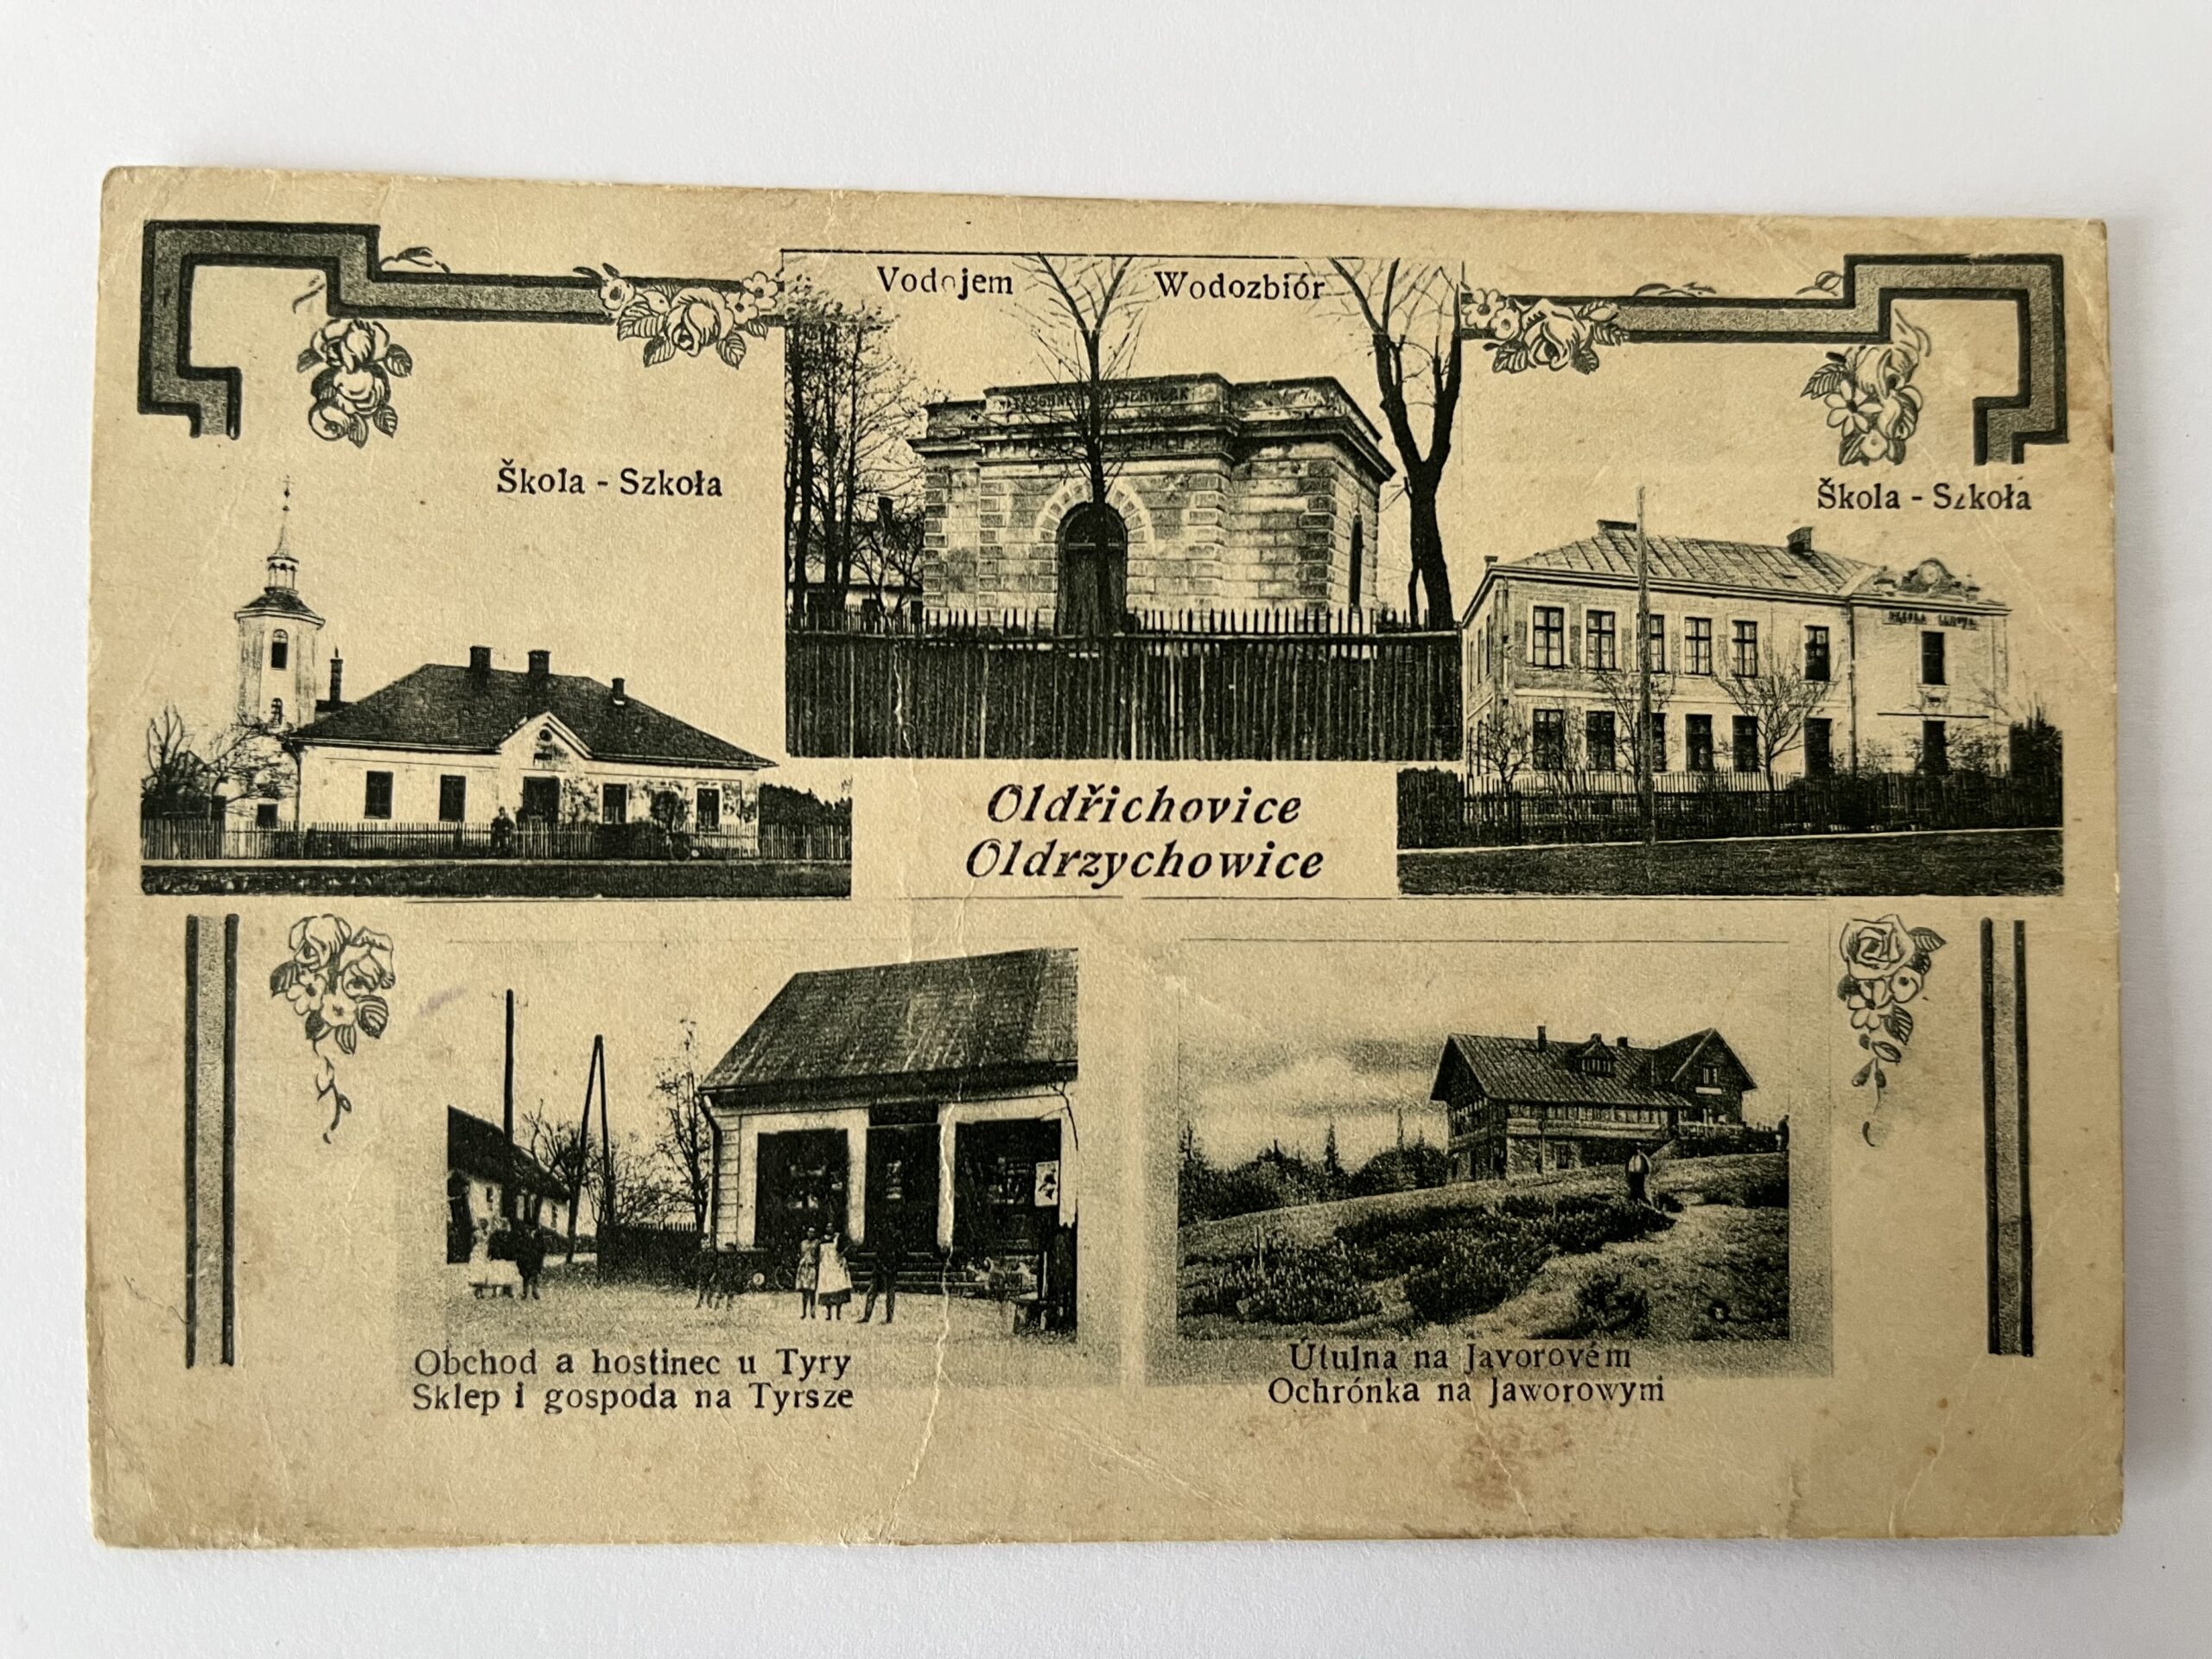 Vodojem Wodozbiór
Škola - Szkoła
Škola - Szkoła
Oldřichovice
Oldrzychowice
Obchod a hostinec u Tyry
Sklep i gospoda na Tyrsze
Útulna na Javorovém
Ochrónka na Jaworowym